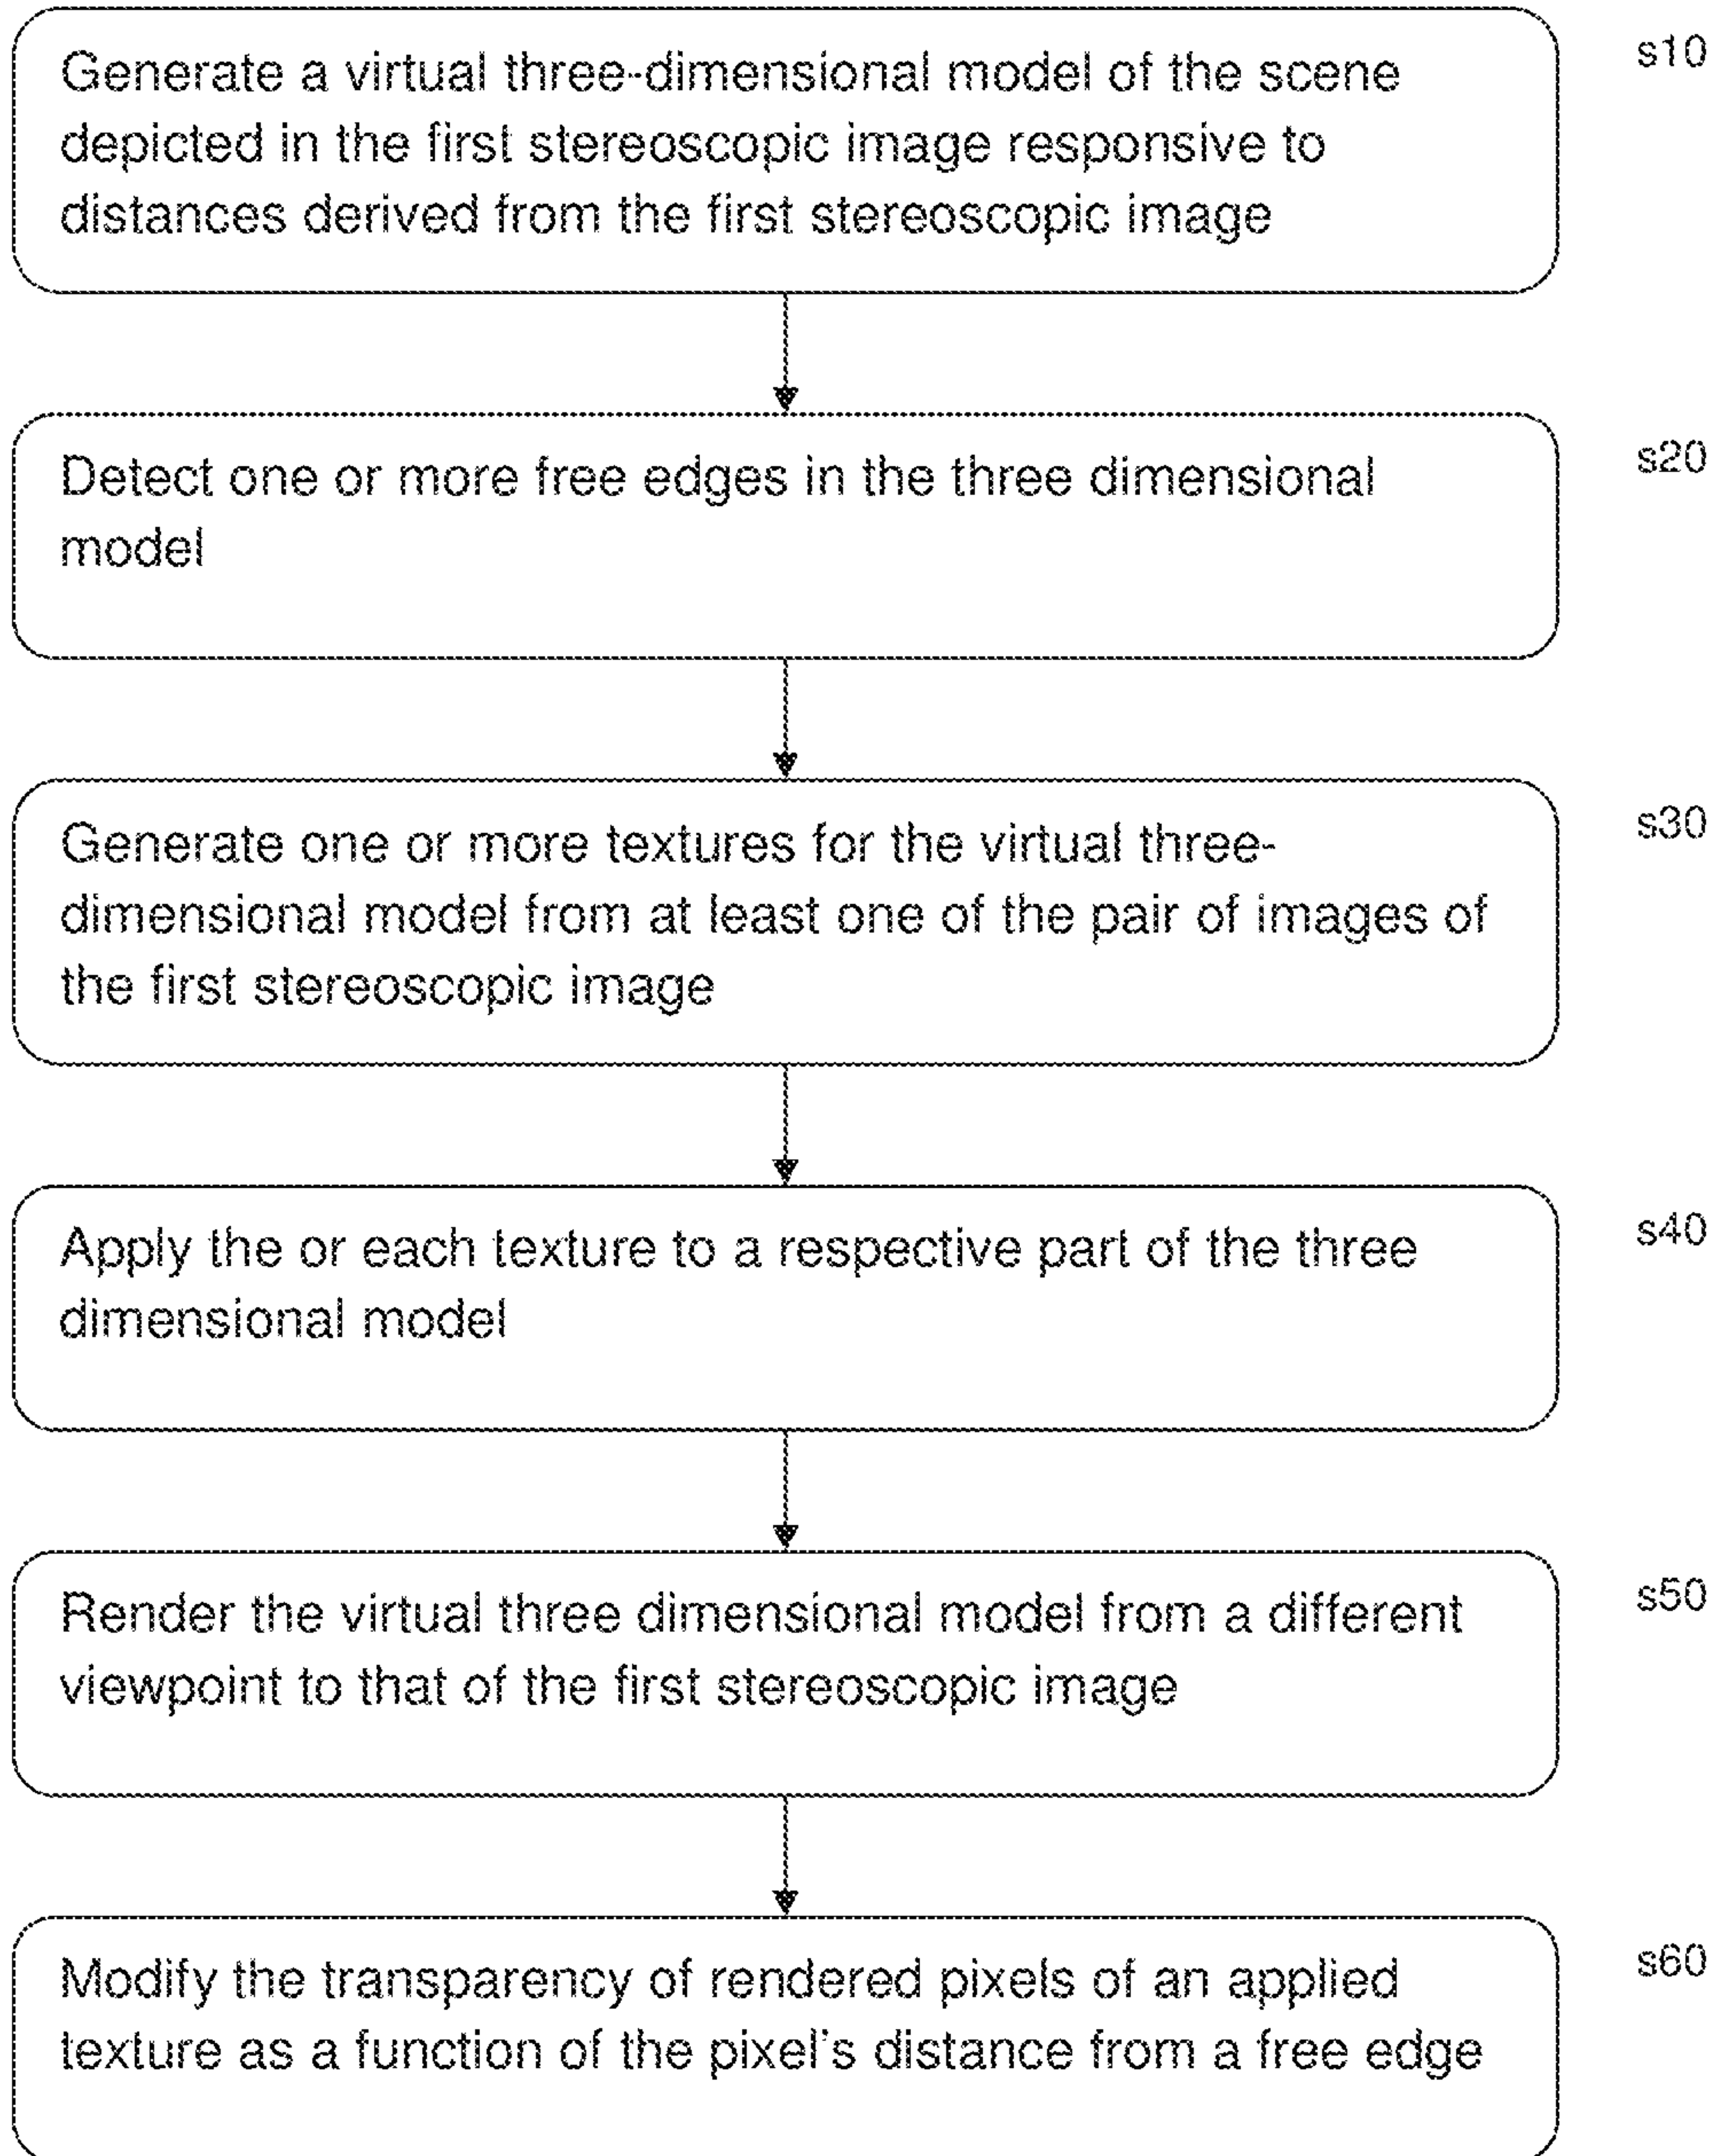 Generate a virtual three-dimensional model of the scene
depicted in the first stereoscopic image responsive to
distances derived from the first stereoscopic image
s10
Detect one or more free edges in the three dimensional
model
s20
Generate one or more textures for the virtual three-
dimensional model from at least one of the pair of images of
the first stereoscopic image
s30
Apply the or each texture to a respective part of the three
dimensional model
s40
Render the virtual three dimensional model from a different
viewpoint to that of the first stereoscopic image
s50
Modify the transparency of rendered pixels of an applied
texture as a function of the pixel's distance from a free edge
s60